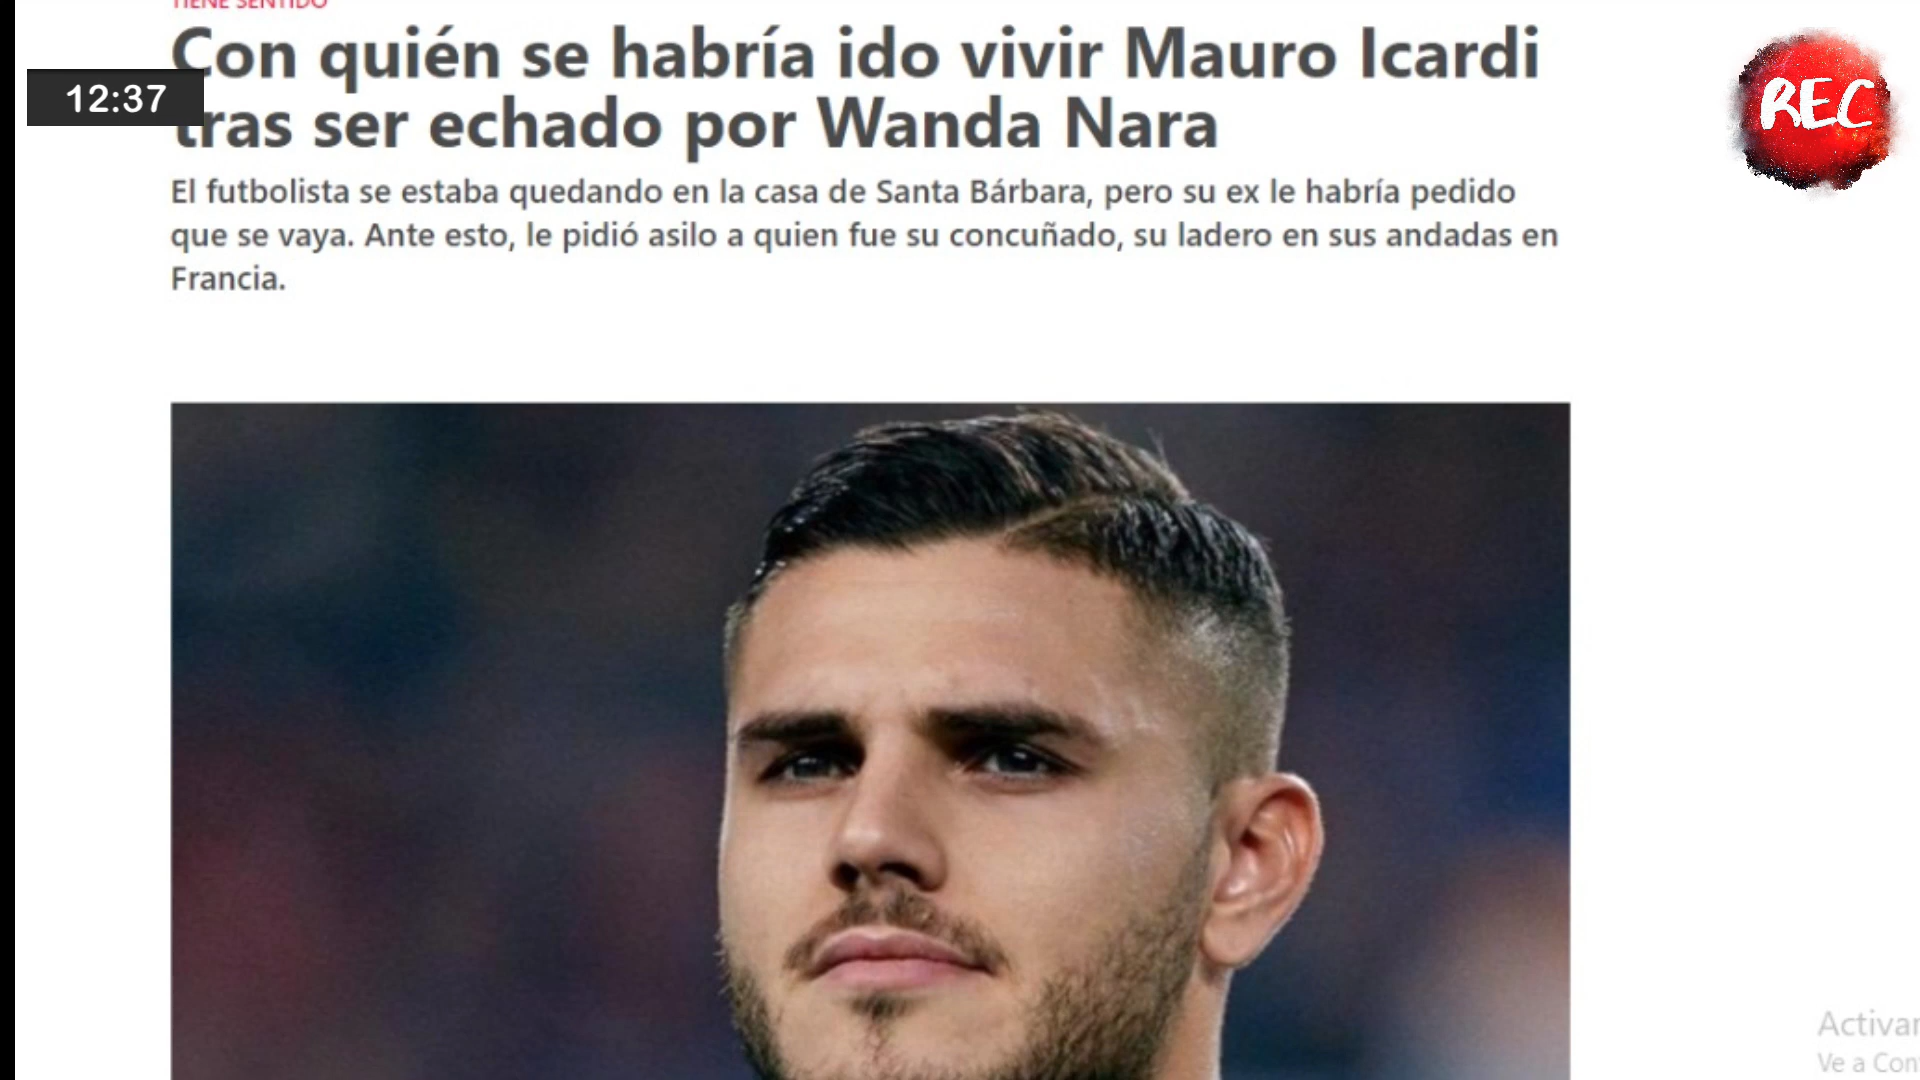 TIENE SENTIDO
Con quién se habría ido vivir Mauro Icardi
12:37
tras ser echado por Wanda Nara
REC
El futbolista se estaba quedando en la casa de Santa Bárbara, pero su ex le habría pedido
que se vaya. Ante esto, le pidió asilo a quien fue su concuñado, su ladero en sus andadas en
Francia.
Activar
Ve a Con